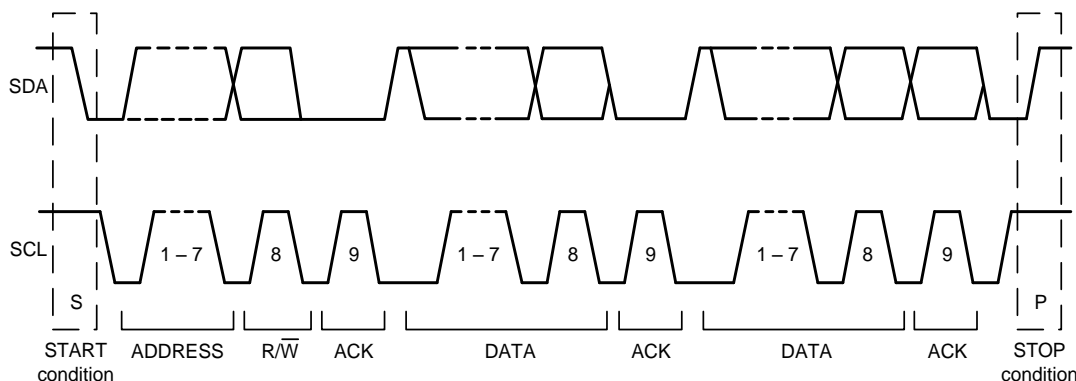 SDA
SCL
1 – 7
8
9
1 – 7
8
9
1 – 7
8
9
S
P
START
condition
ADDRESS
R/W̅
ACK
DATA
ACK
DATA
ACK
STOP
condition